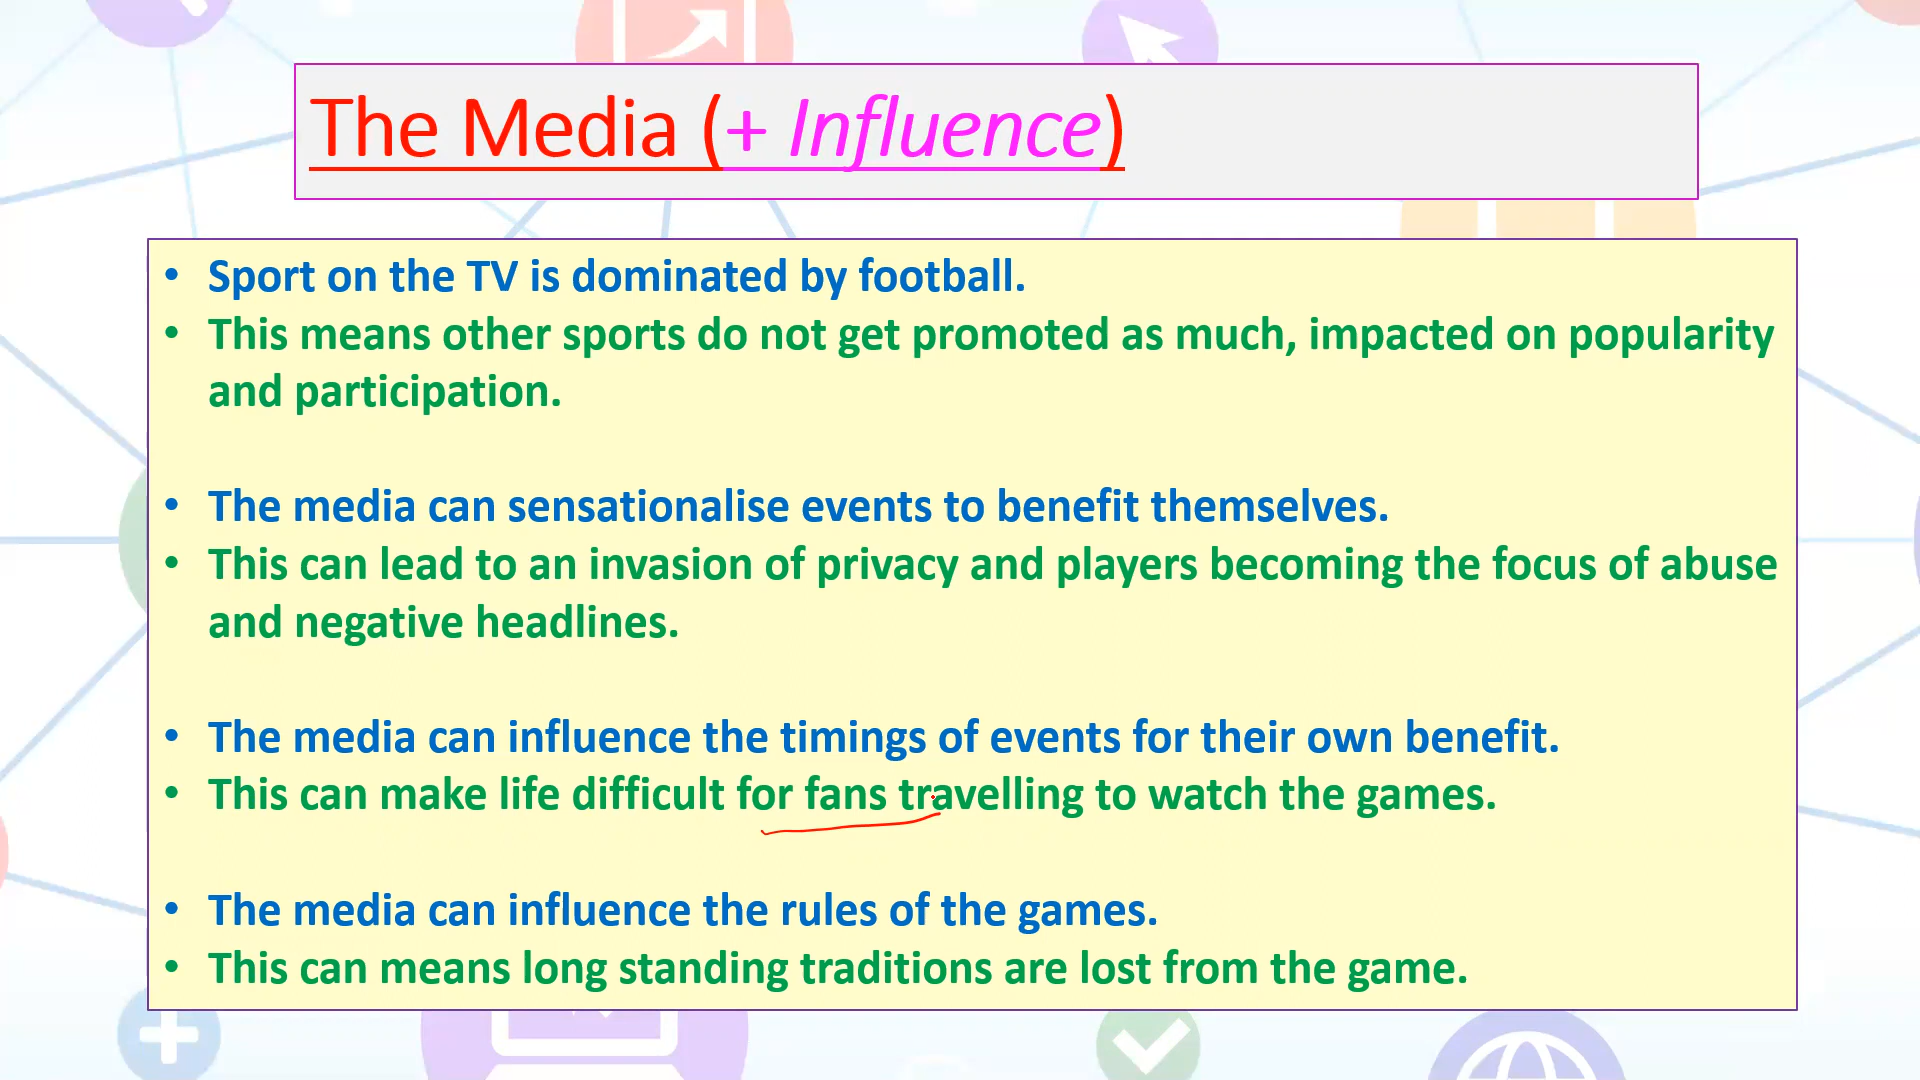 The Media (+ Influence)
• Sport on the TV is dominated by football.
• This means other sports do not get promoted as much, impacted on popularity
and participation.
• The media can sensationalise events to benefit themselves.
• This can lead to an invasion of privacy and players becoming the focus of abuse
and negative headlines.
• The media can influence the timings of events for their own benefit.
• This can make life difficult for fans travelling to watch the games.
• The media can influence the rules of the games.
• This can means long standing traditions are lost from the game.